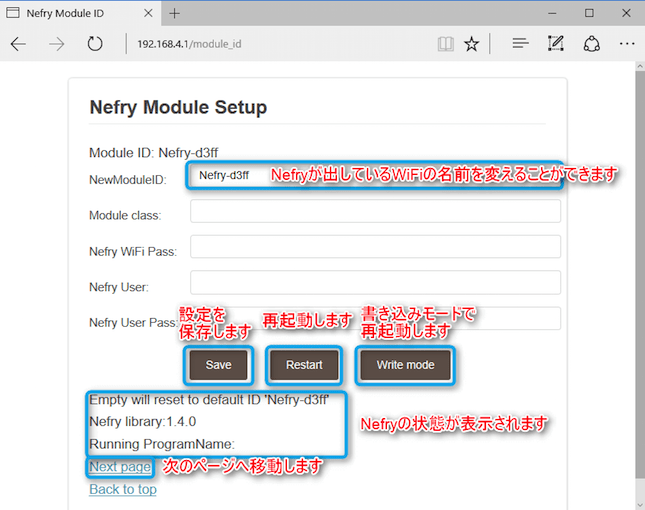 Nefry Module ID
192.168.4.1/module_id
Nefry Module Setup
Module ID: Nefry-d3ff
NewModuleID:
Nefry-d3ff
Nefryが出しているWiFiの名前を変えることができます
Module class:
Nefry WiFi Pass:
Nefry User:
Nefry User Pass:
設定を
保存します
再起動します
書き込みモートで
再起動します
Save
Restart
Write mode
Empty will reset to default ID 'Nefry-d3ff'
Nefry library:1.4.0
Running ProgramName:
Nefryの状態が表示されます
Next page
次のページへ移動します
Back to top